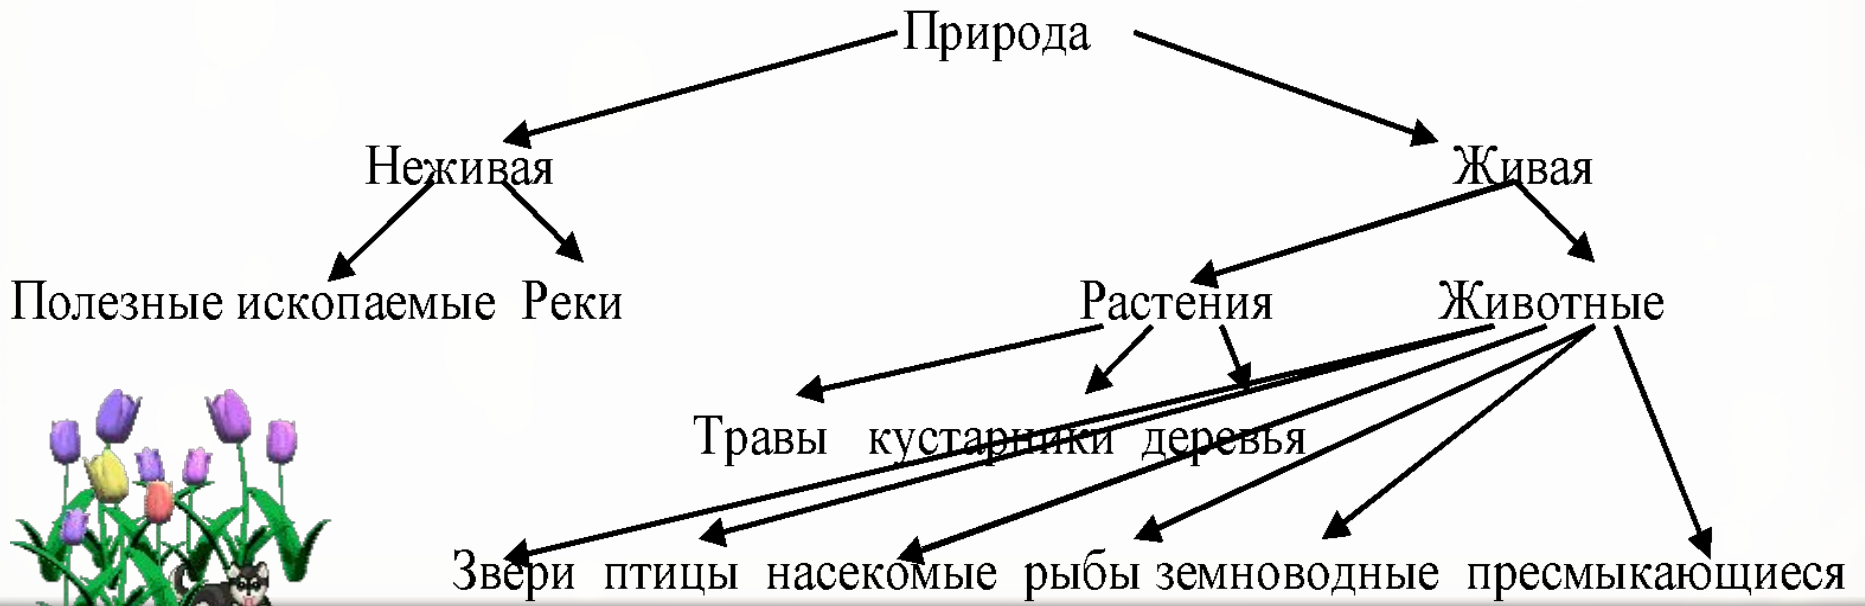 Природа
Неживая Живая
Полезные ископаемые Реки Растения Животные
Травы кустарники деревья
Звери птицы насекомые рыбы земноводные пресмыкающиеся